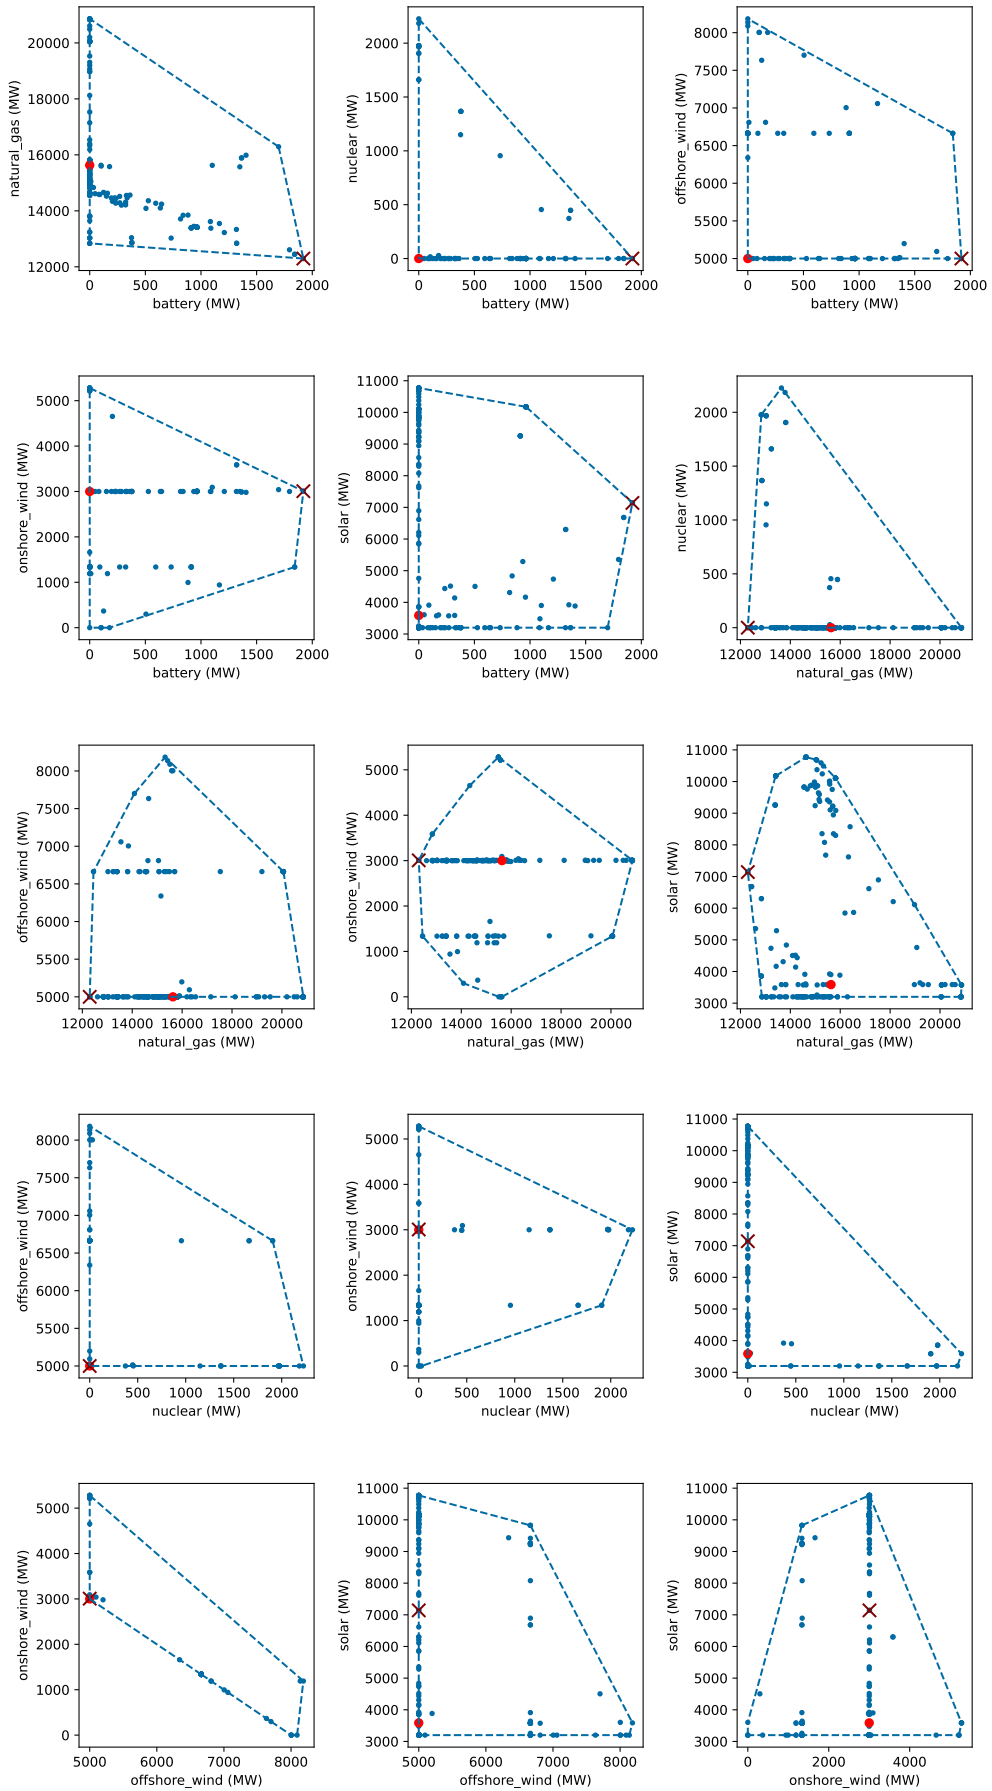 20000
18000
16000
14000
12000
natural_gas (MW)
0 500 1000 1500 2000
battery (MW)
2000
1500
1000
500
0
nuclear (MW)
0 500 1000 1500 2000
battery (MW)
8000
7500
7000
6500
6000
5500
5000
offshore_wind (MW)
0 500 1000 1500 2000
battery (MW)
5000
4000
3000
2000
1000
0
onshore_wind (MW)
0 500 1000 1500 2000
battery (MW)
11000
10000
9000
8000
7000
6000
5000
4000
3000
solar (MW)
0 500 1000 1500 2000
battery (MW)
2000
1500
1000
500
0
nuclear (MW)
12000 14000 16000 18000 20000
natural_gas (MW)
8000
7500
7000
6500
6000
5500
5000
offshore_wind (MW)
12000 14000 16000 18000 20000
natural_gas (MW)
5000
4000
3000
2000
1000
0
onshore_wind (MW)
12000 14000 16000 18000 20000
natural_gas (MW)
11000
10000
9000
8000
7000
6000
5000
4000
3000
solar (MW)
12000 14000 16000 18000 20000
natural_gas (MW)
8000
7500
7000
6500
6000
5500
5000
offshore_wind (MW)
0 500 1000 1500 2000
nuclear (MW)
5000
4000
3000
2000
1000
0
onshore_wind (MW)
0 500 1000 1500 2000
nuclear (MW)
11000
10000
9000
8000
7000
6000
5000
4000
3000
solar (MW)
0 500 1000 1500 2000
nuclear (MW)
5000
4000
3000
2000
1000
0
onshore_wind (MW)
5000 6000 7000 8000
offshore_wind (MW)
11000
10000
9000
8000
7000
6000
5000
4000
3000
solar (MW)
5000 6000 7000 8000
offshore_wind (MW)
11000
10000
9000
8000
7000
6000
5000
4000
3000
solar (MW)
0 2000 4000
onshore_wind (MW)